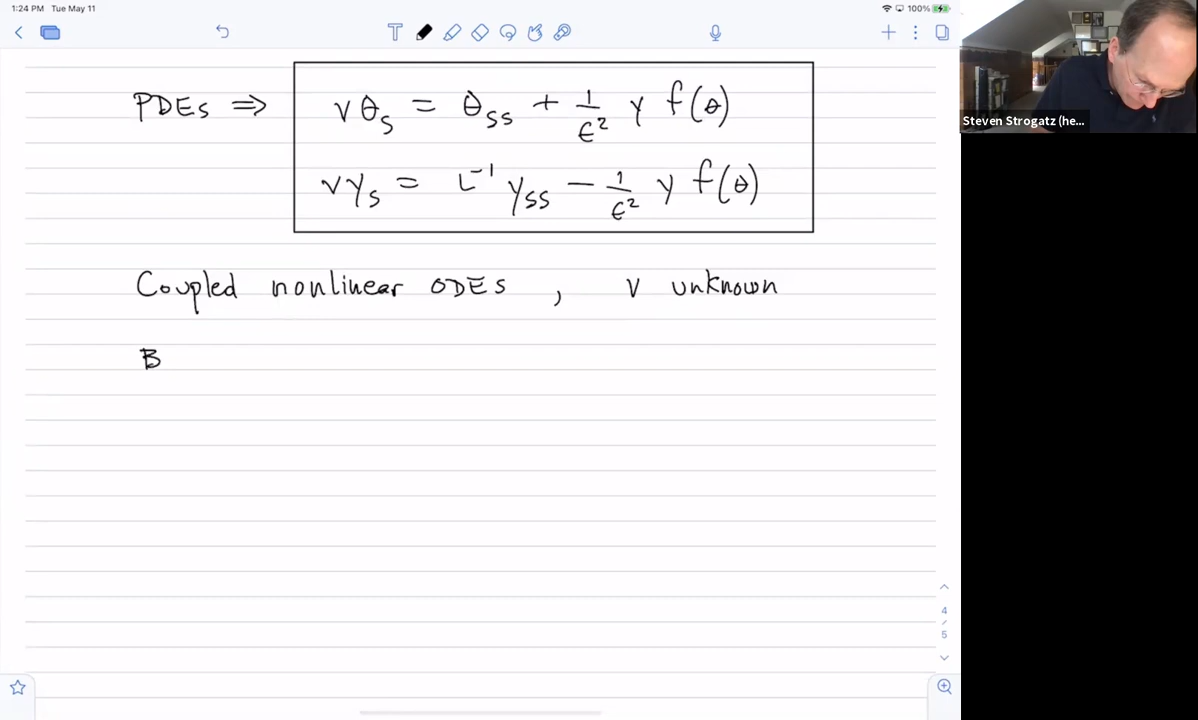 1:24 PM Tue May 11
100%
Steven Strogatz (he...
PDEs ⇒ vθ_s = θ_ss + 1/ε² y f(θ)
vy_s = L⁻¹ y_ss − 1/ε² y f(θ)
Coupled nonlinear ODEs , v unknown
B
4
/
5